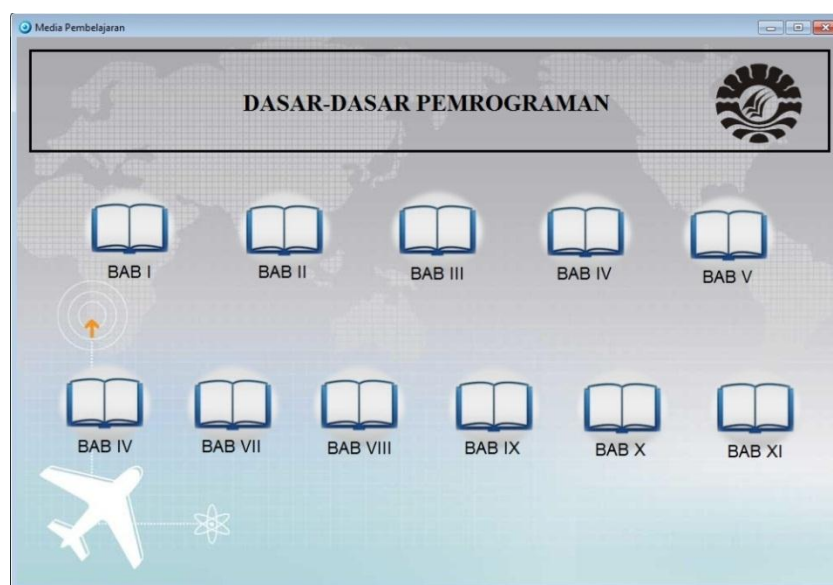 Media Pembelajaran
DASAR-DASAR PEMROGRAMAN
BAB I BAB II BAB III BAB IV BAB V
BAB IV BAB VII BAB VIII BAB IX BAB X BAB XI